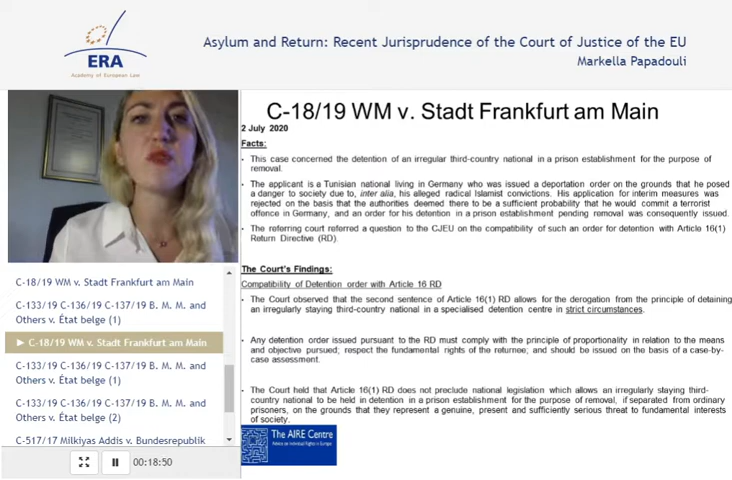 ERA
Academy of European Law
Asylum and Return: Recent Jurisprudence of the Court of Justice of the EU
Markella Papadouli
C-18/19 WM v. Stadt Frankfurt am Main
C-133/19 C-136/19 C-137/19 B. M. M. and
Others v. État belge (1)
► C-18/19 WM v. Stadt Frankfurt am Main
C-133/19 C-136/19 C-137/19 B. M. M. and
Others v. État belge (1)
C-133/19 C-136/19 C-137/19 B. M. M. and
Others v. État belge (2)
C-517/17 Milkiyas Addis v. Bundesrepublik
00:18:50
C-18/19 WM v. Stadt Frankfurt am Main
2 July 2020
Facts:
• This case concerned the detention of an irregular third-country national in a prison establishment for the purpose of
removal.
• The applicant is a Tunisian national living in Germany who was issued a deportation order on the grounds that he posed
a danger to society due to, inter alia, his alleged radical Islamist convictions. His application for interim measures was
rejected on the basis that the authorities deemed there to be a sufficient probability that he would commit a terrorist
offence in Germany, and an order for his detention in a prison establishment pending removal was consequently issued.
• The referring court referred a question to the CJEU on the compatibility of such an order for detention with Article 16(1)
Return Directive (RD).
The Court's Findings:
Compatibility of Detention order with Article 16 RD
• The Court observed that the second sentence of Article 16(1) RD allows for the derogation from the principle of detaining
an irregularly staying third-country national in a specialised detention centre in strict circumstances.
• Any detention order issued pursuant to the RD must comply with the principle of proportionality in relation to the means
and objective pursued; respect the fundamental rights of the returnee; and should be issued on the basis of a case-by-
case assessment.
• The Court held that Article 16(1) RD does not preclude national legislation which allows an irregularly staying third-
country national to be held in detention in a prison establishment for the purpose of removal, if separated from ordinary
prisoners, on the grounds that they represent a genuine, present and sufficiently serious threat to fundamental interests
of society.
The AIRE Centre
Advice on Individual Rights in Europe